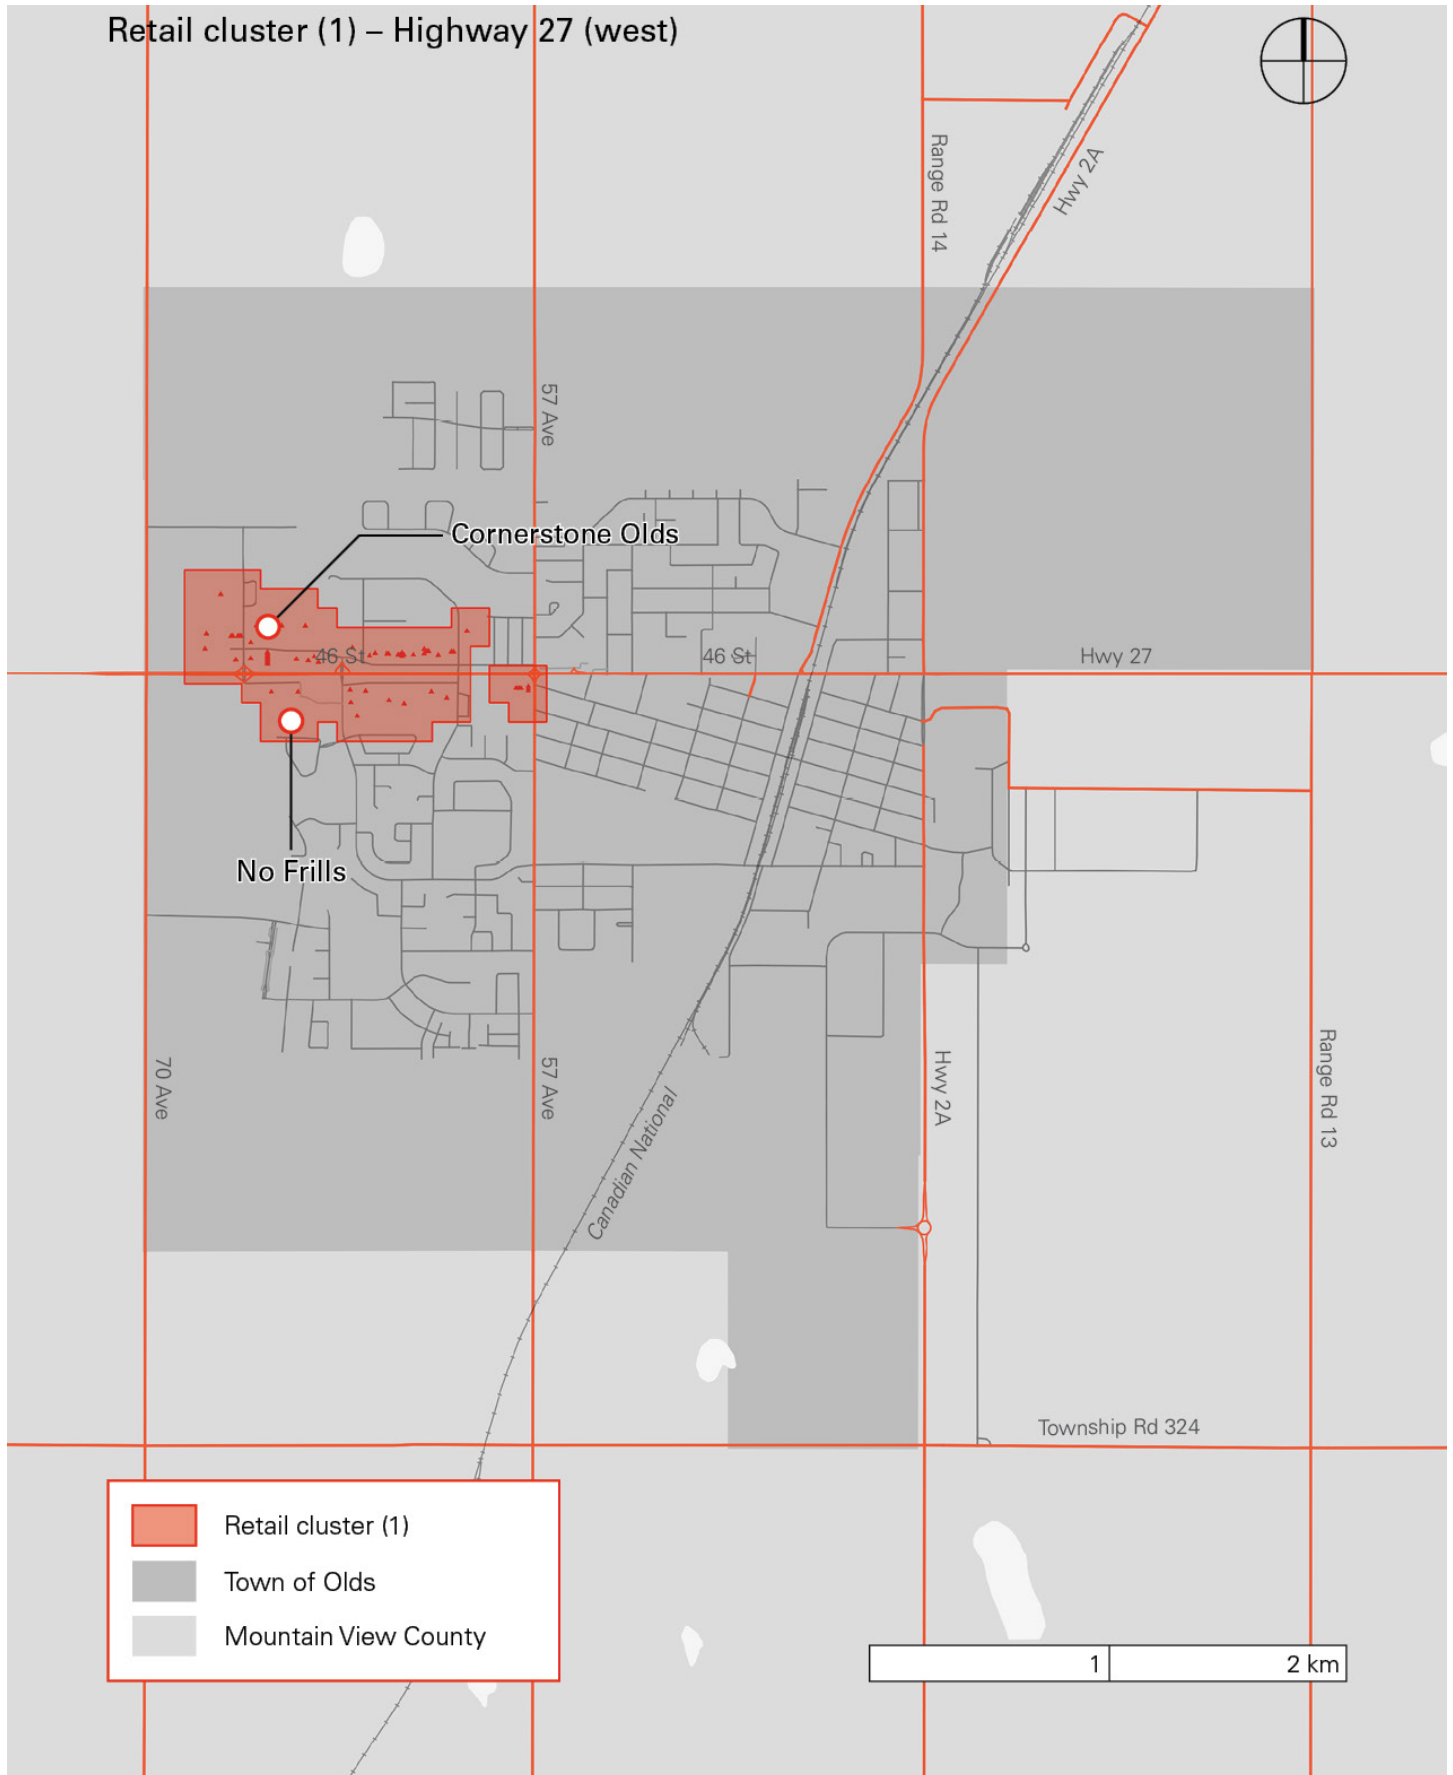 Retail cluster (1) – Highway 27 (west)
Range Rd 14
Hwy 2A
57 Ave
Cornerstone Olds
46 St
46 St
Hwy 27
No Frills
70 Ave
57 Ave
Canadian National
Hwy 2A
Range Rd 13
Township Rd 324
Retail cluster (1)
Town of Olds
Mountain View County
1
2 km